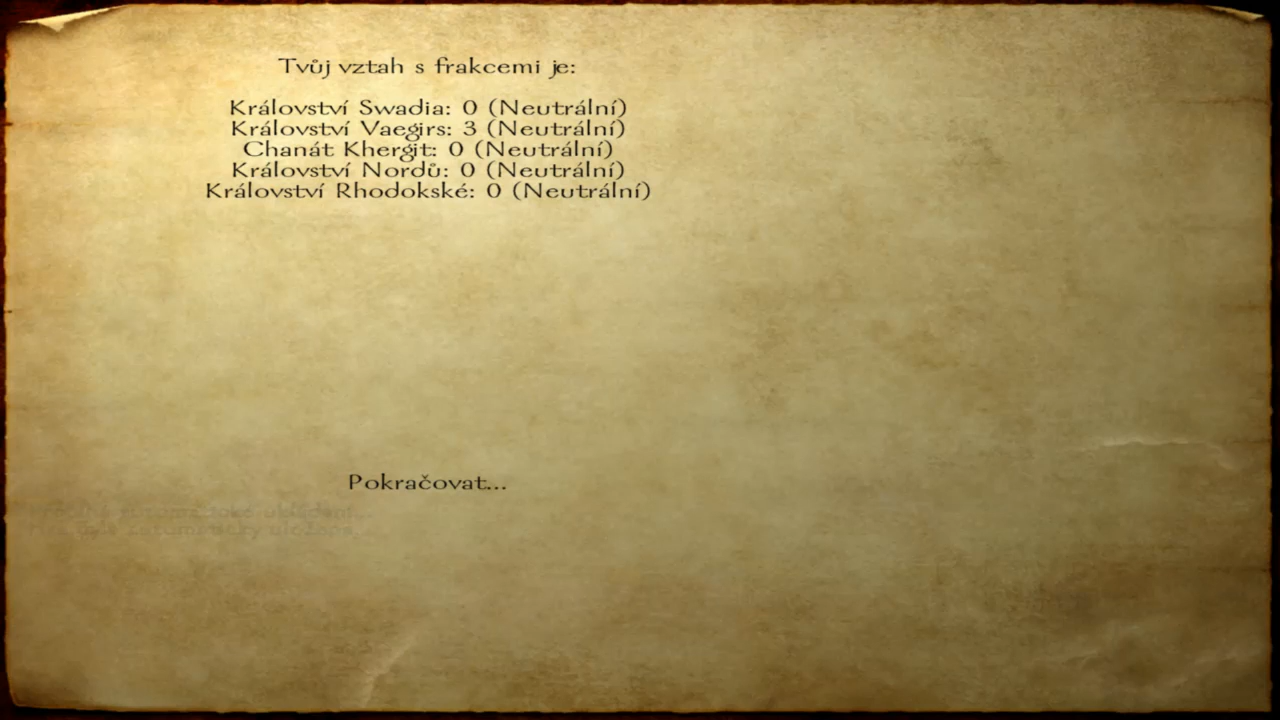 Tvůj vztah s frakcemi je:
Království Swadia: 0 (Neutrální)
Království Vaegirs: 3 (Neutrální)
Chanát Khergit: 0 (Neutrální)
Království Nordů: 0 (Neutrální)
Království Rhodokské: 0 (Neutrální)
Pokračovat...